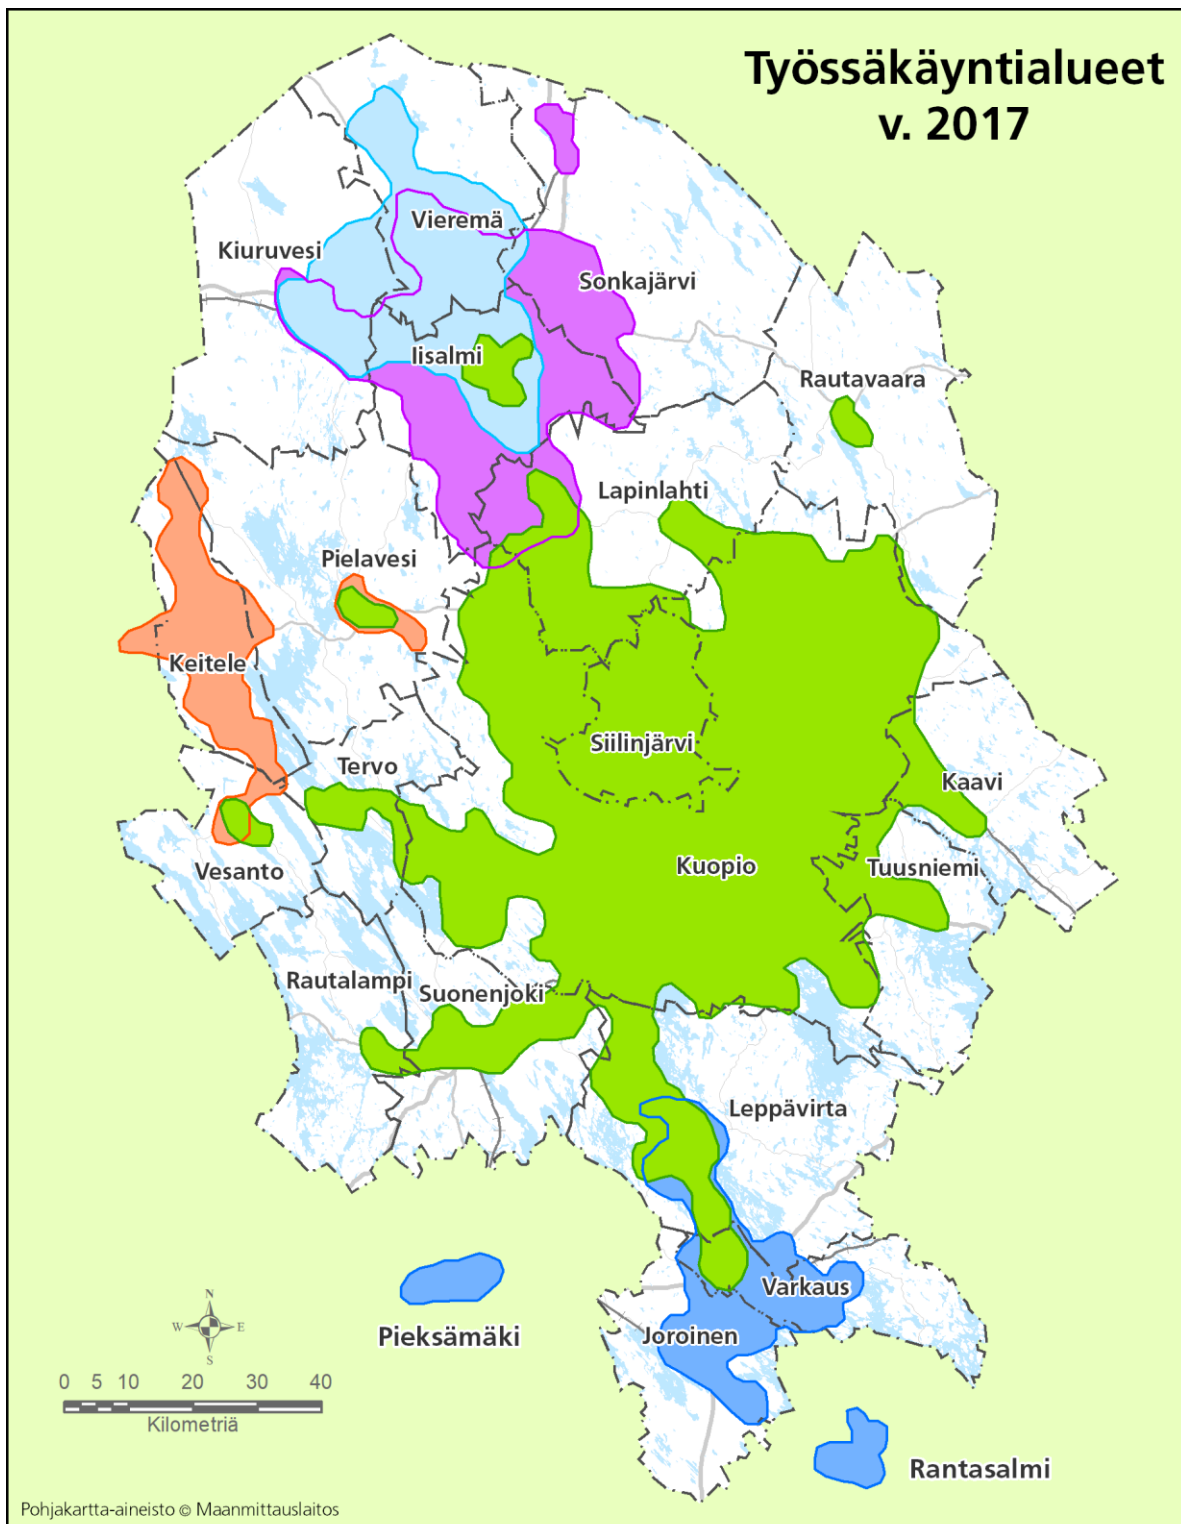 Työssäkäyntialueet
v. 2017
Vieremä
Kiuruvesi
Sonkajärvi
Iisalmi
Rautavaara
Lapinlahti
Pielavesi
Keitele
Siilinjärvi
Tervo
Kaavi
Kuopio
Tuusniemi
Vesanto
Rautalampi
Suonenjoki
Leppävirta
Varkaus
Pieksämäki
Joroinen
Rantasalmi
N
W E
S
0 5 10 20 30 40
Kilometriä
Pohjakartta-aineisto © Maanmittauslaitos